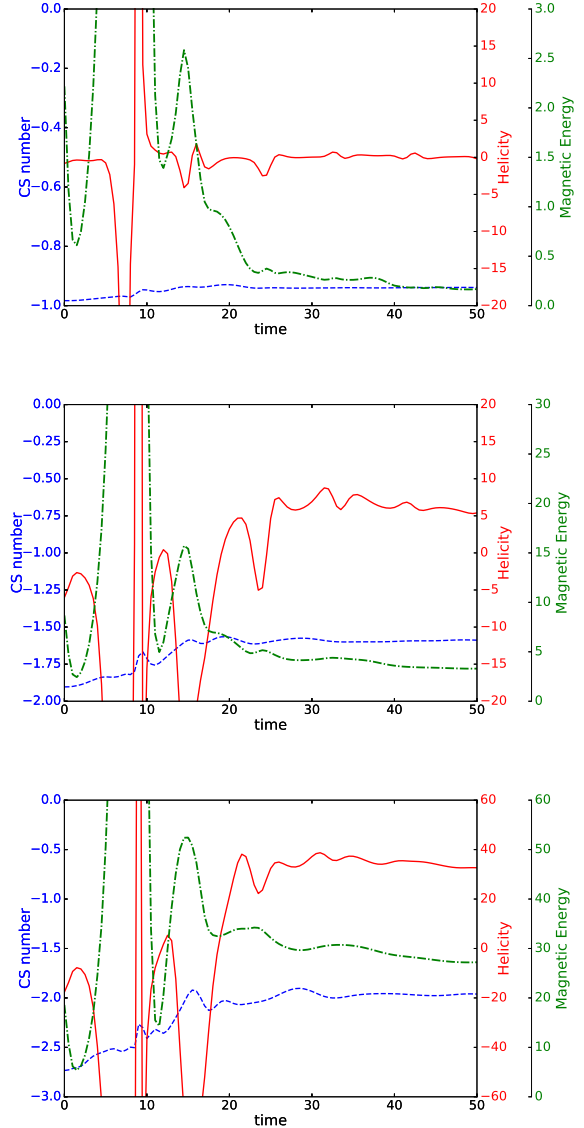 0.0 20 3.0
15 2.5
−0.2 10 2.0
−0.4 5
CS number 0 1.5 Helicity Magnetic Energy
−0.6 −5 1.0
−0.8 −10 0.5
−15
−1.0 −20 0.0
0 10 20 30 40 50
time
0.00 20 30
−0.25 15 25
−0.50 10 20
−0.75 5
CS number −1.00 0 15 Helicity Magnetic Energy
−1.25 −5 10
−1.50 −10
−1.75 −15 5
−2.00 −20 0
0 10 20 30 40 50
time
0.0 60 60
−0.5 40 50
−1.0 20 40
CS number −1.5 0 30 Helicity Magnetic Energy
−2.0 −20 20
−2.5 −40 10
−3.0 −60 0
0 10 20 30 40 50
time